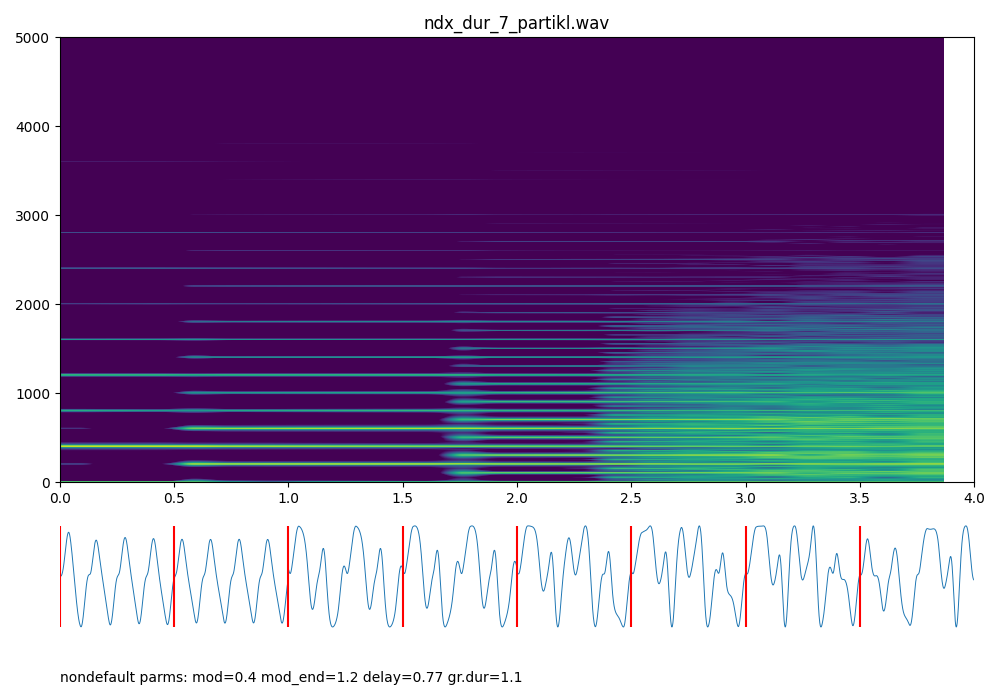 ndx_dur_7_partikl.wav
5000
4000
3000
2000
1000
0
0.0 0.5 1.0 1.5 2.0 2.5 3.0 3.5 4.0
nondefault parms: mod=0.4 mod_end=1.2 delay=0.77 gr.dur=1.1